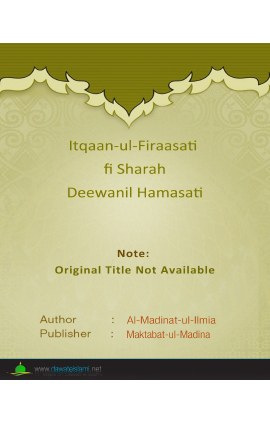 Itqaan-ul-Firaasati
fi Sharah
Deewanil Hamasati
Note:
Original Title Not Available
Author : Al-Madinat-ul-Ilmia
Publisher : Maktabat-ul-Madina
www.dawateislami.net